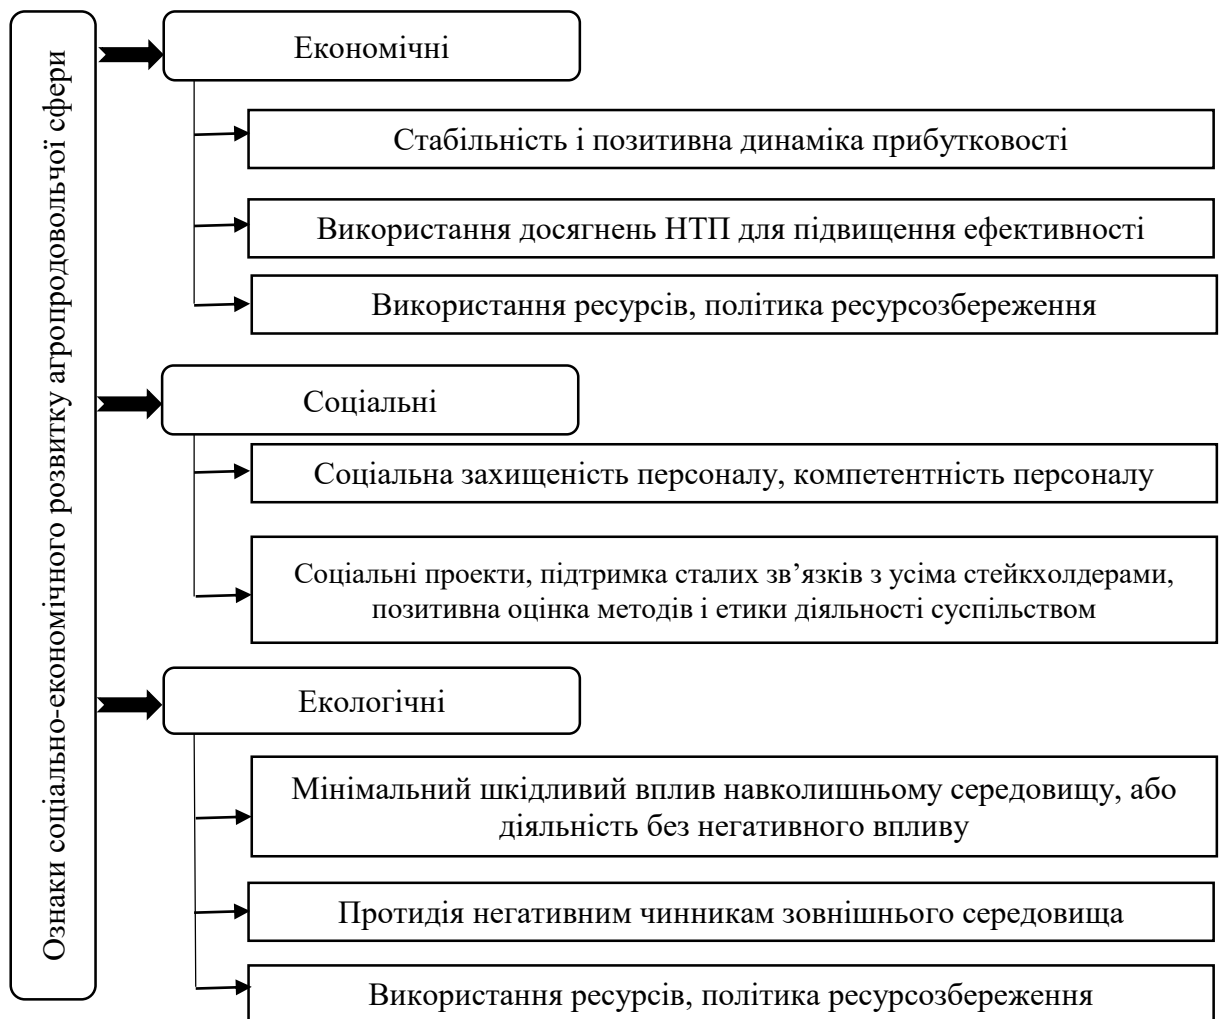 Ознаки соціально-економічного розвитку агропродовольчої сфери
Економічні
Стабільність і позитивна динаміка прибутковості
Використання досягнень НТП для підвищення ефективності
Використання ресурсів, політика ресурсозбереження
Соціальні
Соціальна захищеність персоналу, компетентність персоналу
Соціальні проекти, підтримка сталих зв’язків з усіма стейкхолдерами,
позитивна оцінка методів і етики діяльності суспільством
Екологічні
Мінімальний шкідливий вплив навколишньому середовищу, або
діяльність без негативного впливу
Протидія негативним чинникам зовнішнього середовища
Використання ресурсів, політика ресурсозбереження